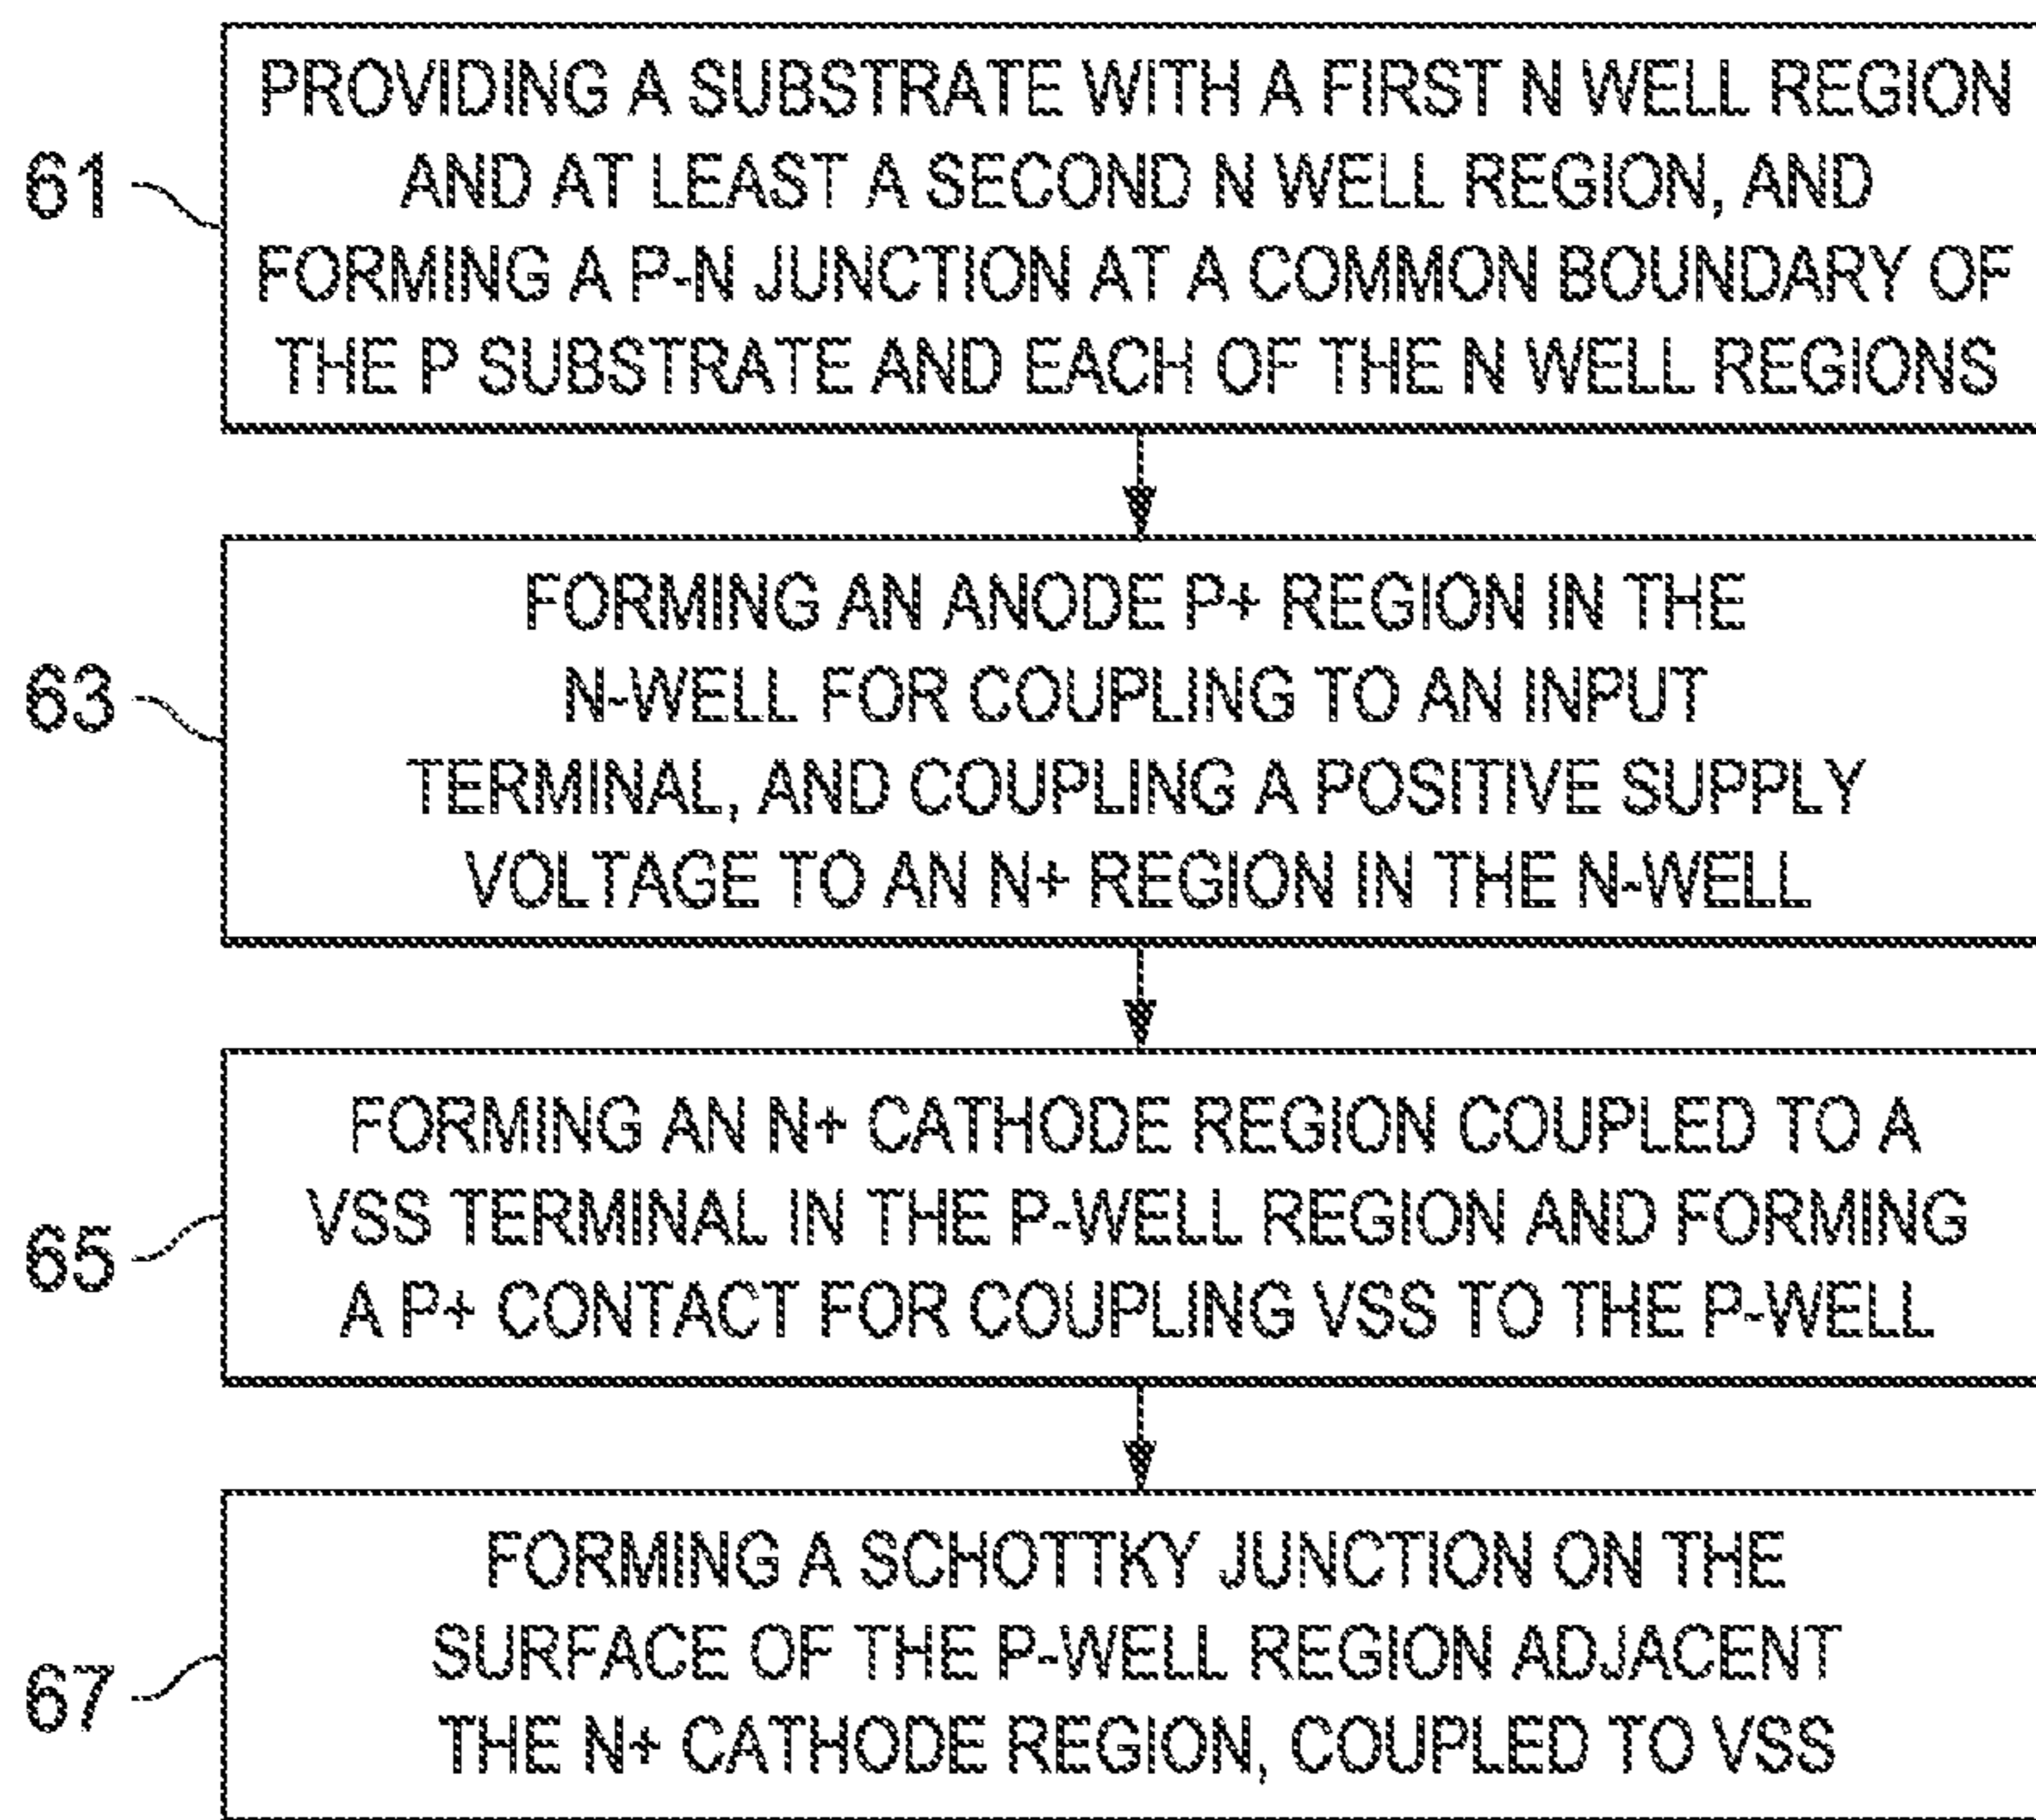 61
PROVIDING A SUBSTRATE WITH A FIRST N WELL REGION
AND AT LEAST A SECOND N WELL REGION, AND
FORMING A P-N JUNCTION AT A COMMON BOUNDARY OF
THE P SUBSTRATE AND EACH OF THE N WELL REGIONS
63
FORMING AN ANODE P+ REGION IN THE
N-WELL FOR COUPLING TO AN INPUT
TERMINAL, AND COUPLING A POSITIVE SUPPLY
VOLTAGE TO AN N+ REGION IN THE N-WELL
65
FORMING AN N+ CATHODE REGION COUPLED TO A
VSS TERMINAL IN THE P-WELL REGION AND FORMING
A P+ CONTACT FOR COUPLING VSS TO THE P-WELL
67
FORMING A SCHOTTKY JUNCTION ON THE
SURFACE OF THE P-WELL REGION ADJACENT
THE N+ CATHODE REGION, COUPLED TO VSS